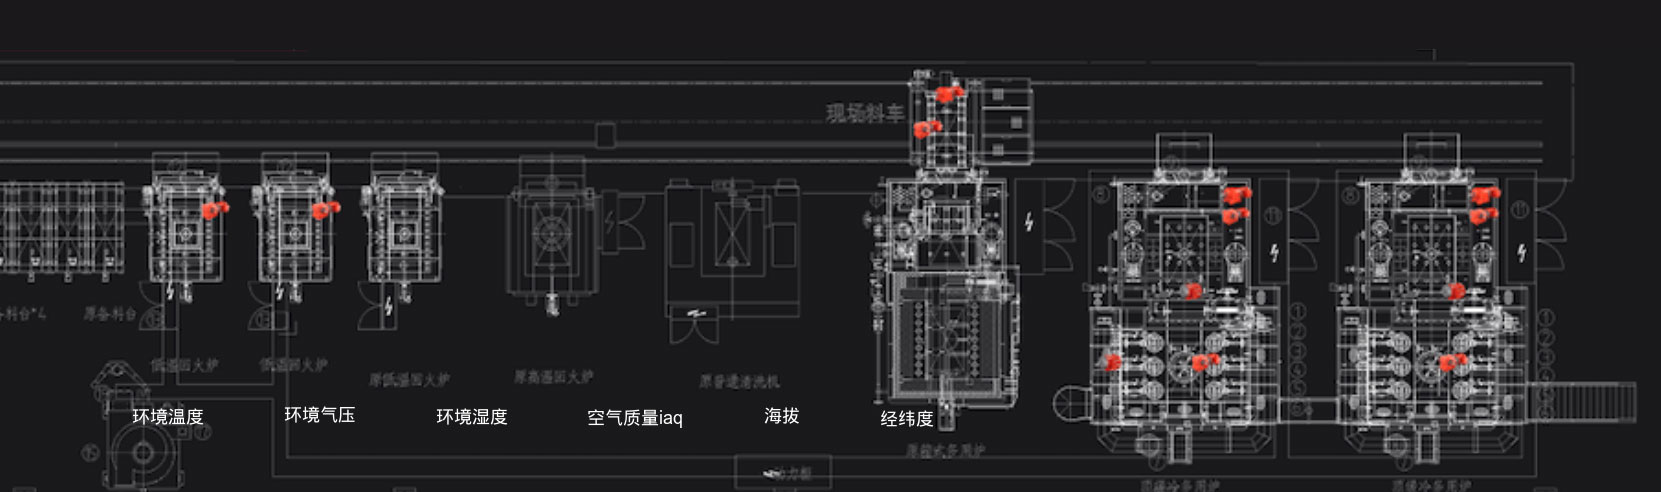 现场料车
备料台*4
原备料台
低温回火炉
低温回火炉
原低温回火炉
原高温回火炉
原普通清洗机
环境温度
环境气压
环境湿度
空气质量iaq
海拔
经纬度
原箱式多用炉
动力柜
原缓冷多用炉
原缓冷多用炉